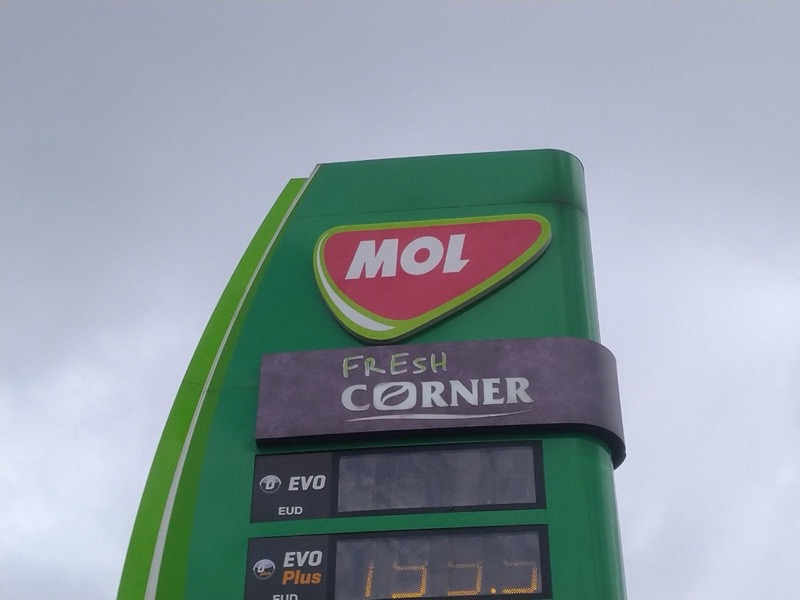 MOL
FRESH
CORNER
D EVO
EUD
EVO
Plus
EUD